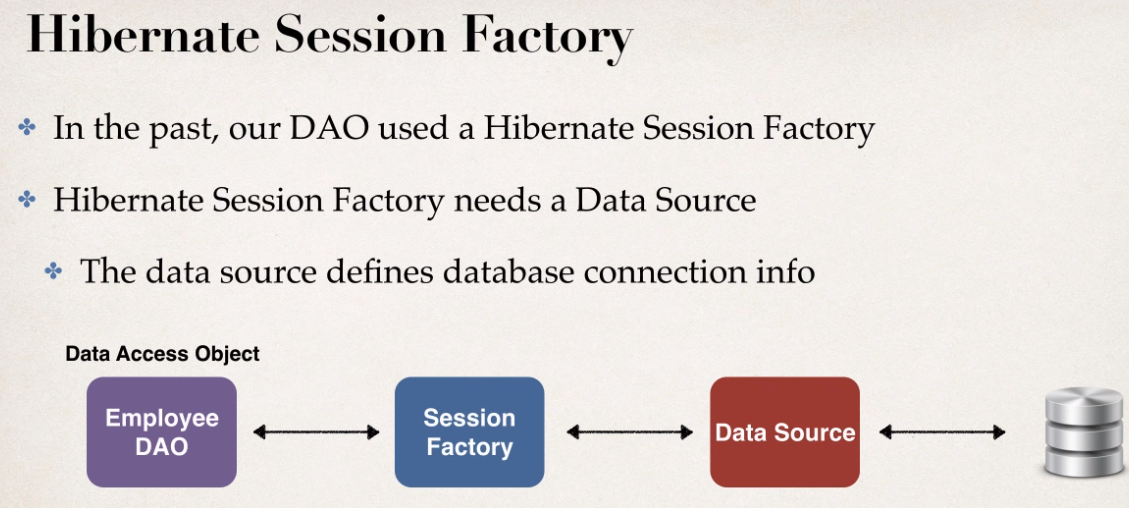 Hibernate Session Factory
In the past, our DAO used a Hibernate Session Factory
Hibernate Session Factory needs a Data Source
The data source defines database connection info
Data Access Object
Employee
DAO
Session
Factory
Data Source